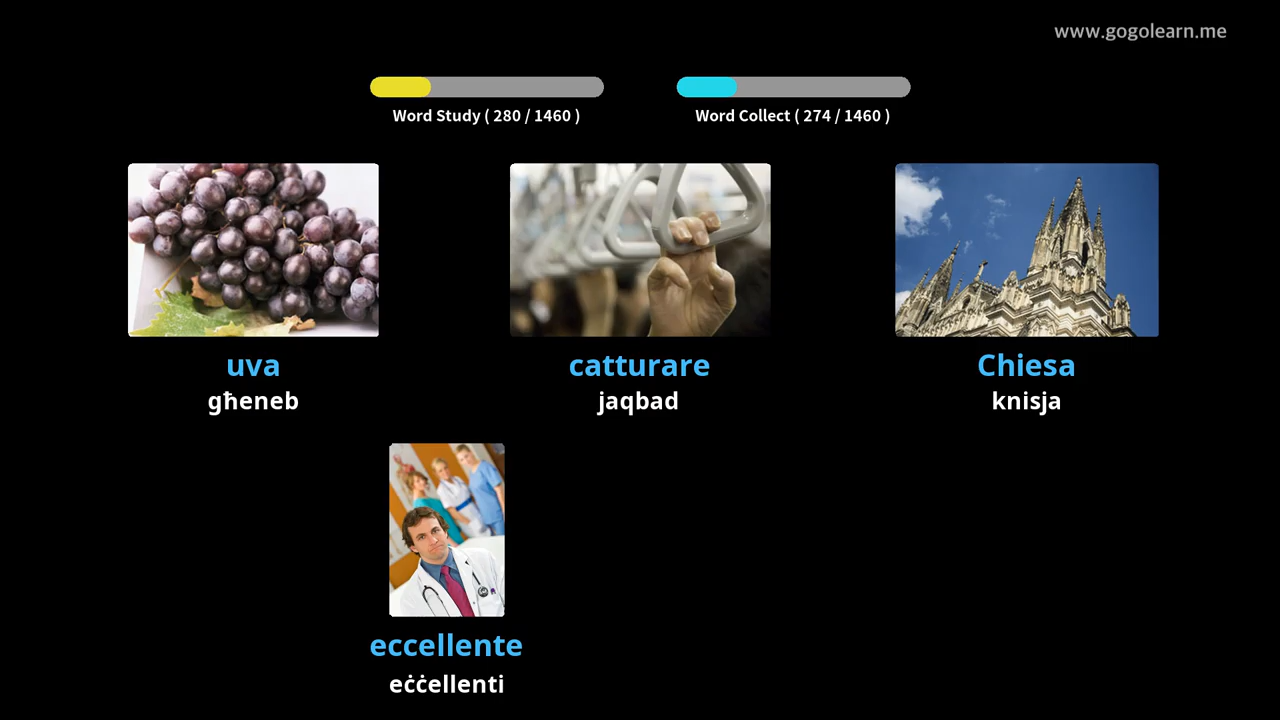 www.gogolearn.me
Word Study ( 280 / 1460 )
Word Collect ( 274 / 1460 )
uva
għeneb
catturare
jaqbad
Chiesa
knisja
eccellente
eċċellenti